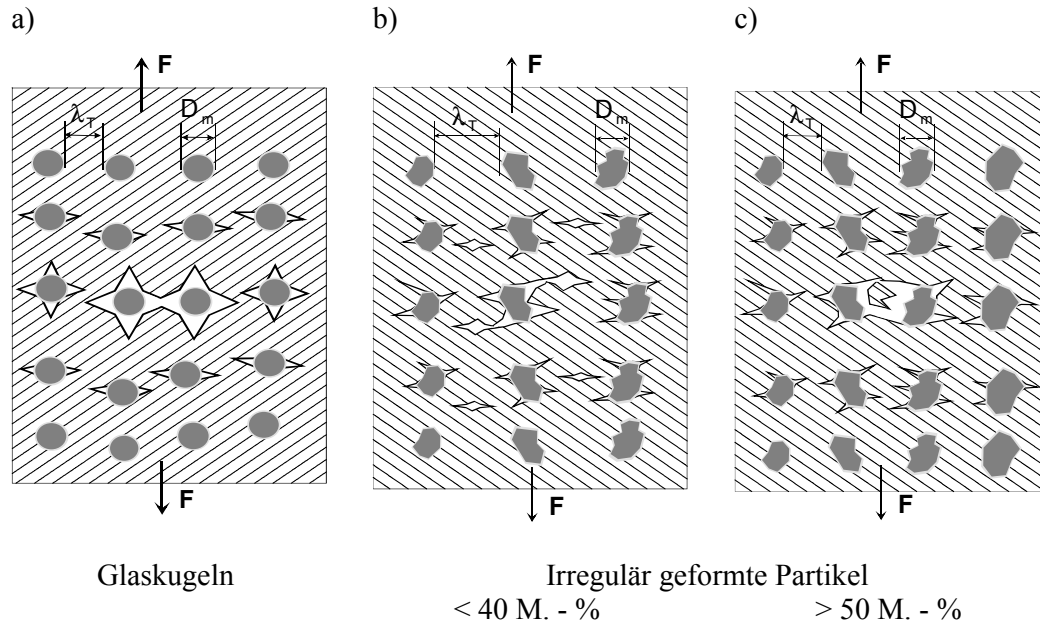 a) b) c)
F F F
λT Dm λT Dm λT Dm
F F F
Glaskugeln Irregulär geformte Partikel
< 40 M. - % > 50 M. - %